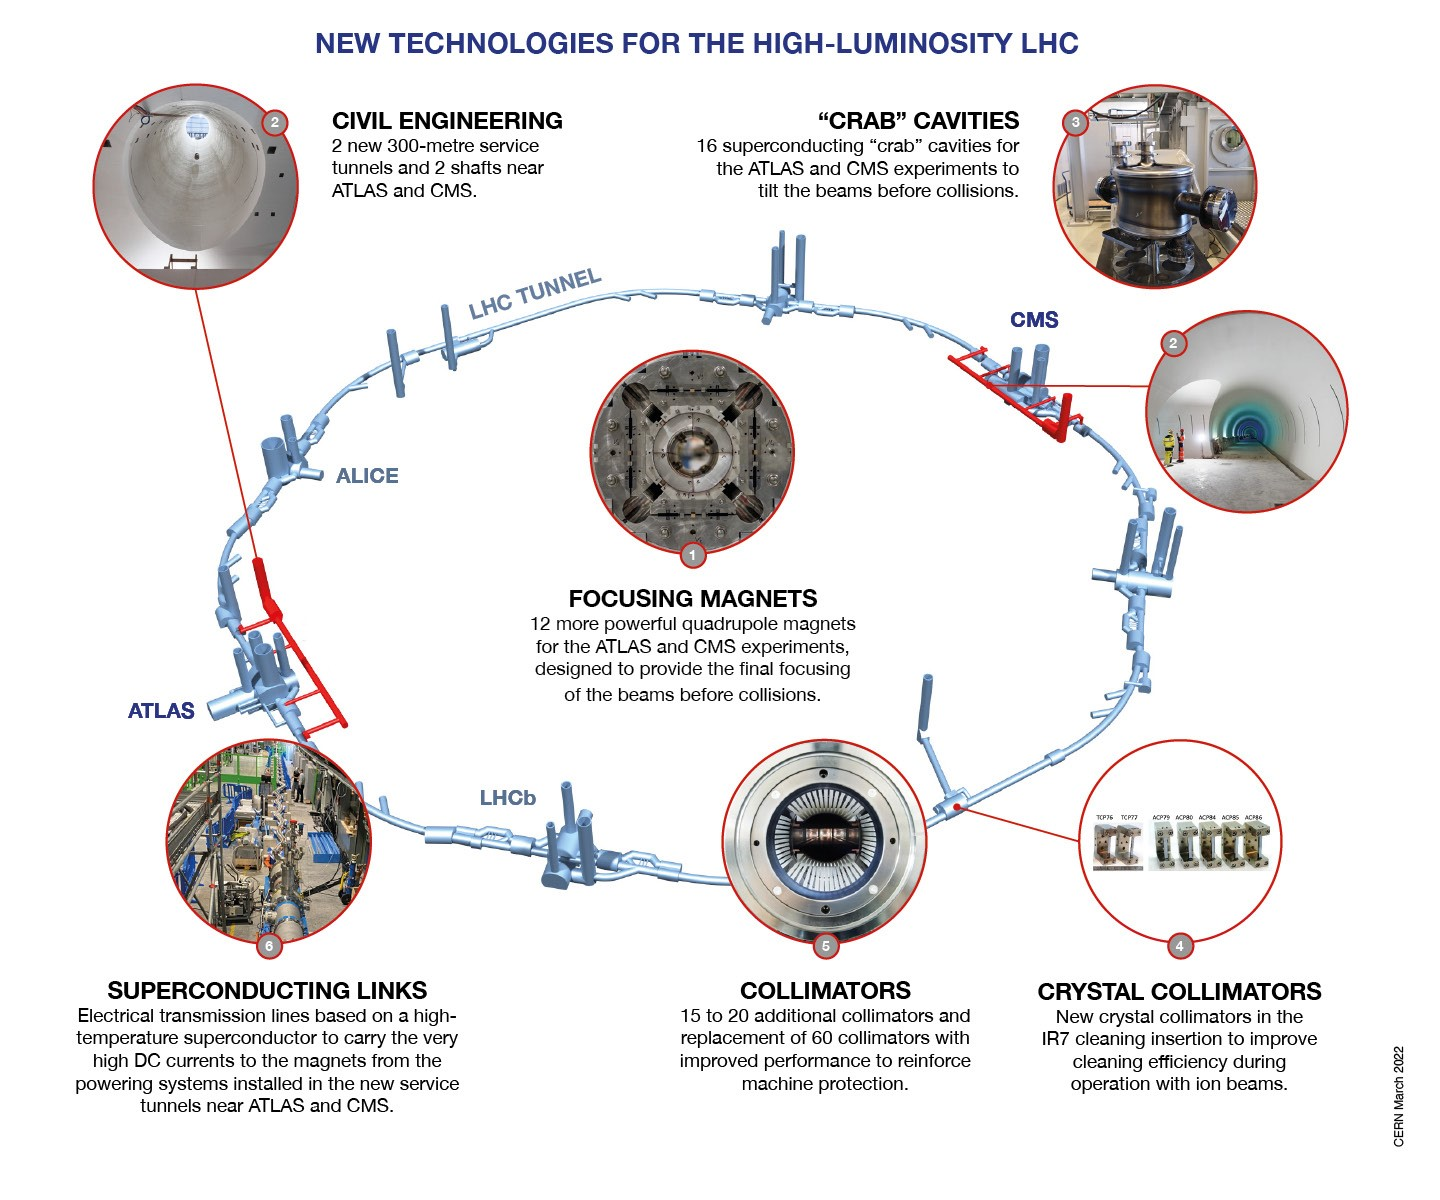 NEW TECHNOLOGIES FOR THE HIGH-LUMINOSITY LHC
2
CIVIL ENGINEERING
2 new 300-metre service
tunnels and 2 shafts near
ATLAS and CMS.
“CRAB” CAVITIES
16 superconducting “crab” cavities for
the ATLAS and CMS experiments to
tilt the beams before collisions.
3
LHC TUNNEL
CMS
2
ALICE
1
FOCUSING MAGNETS
12 more powerful quadrupole magnets
for the ATLAS and CMS experiments,
designed to provide the final focusing
of the beams before collisions.
ATLAS
LHCb
TCP76 TCP77 ACP79 ACP80 ACP84 ACP85 ACP86
6
SUPERCONDUCTING LINKS
Electrical transmission lines based on a high-
temperature superconductor to carry the very
high DC currents to the magnets from the
powering systems installed in the new service
tunnels near ATLAS and CMS.
5
COLLIMATORS
15 to 20 additional collimators and
replacement of 60 collimators with
improved performance to reinforce
machine protection.
4
CRYSTAL COLLIMATORS
New crystal collimators in the
IR7 cleaning insertion to improve
cleaning efficiency during
operation with ion beams.
CERN March 2022